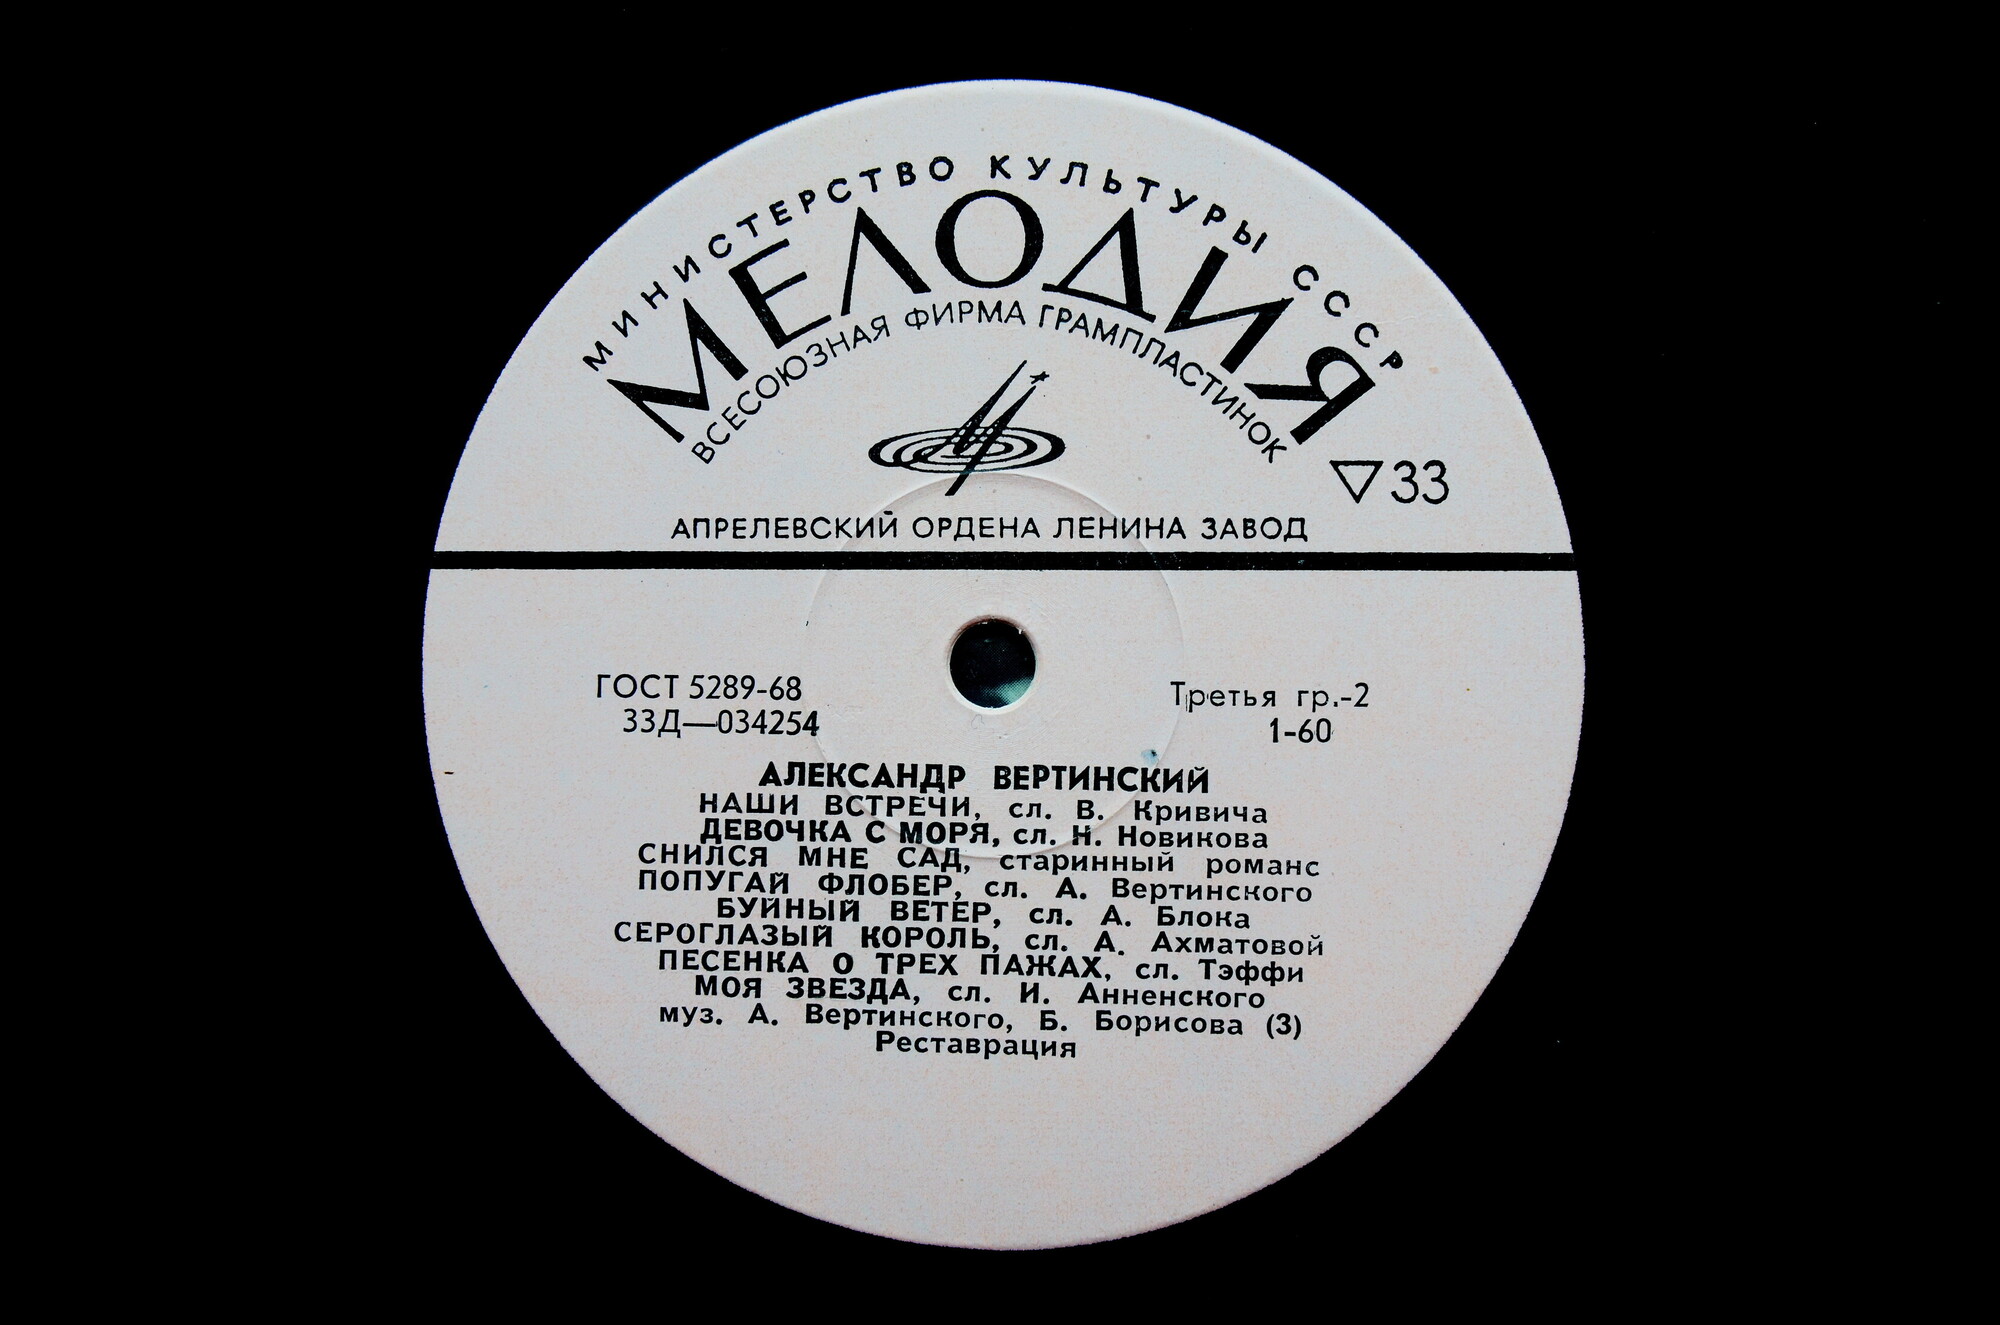 МИНИСТЕРСТВО КУЛЬТУРЫ СССР
МЕЛОДИЯ
ВСЕСОЮЗНАЯ ФИРМА ГРАМПЛАСТИНОК
▽33
АПРЕЛЕВСКИЙ ОРДЕНА ЛЕНИНА ЗАВОД
ГОСТ 5289-68
33Д—034254
Третья гр.-2
1-60
АЛЕКСАНДР ВЕРТИНСКИЙ
НАШИ ВСТРЕЧИ, сл. В. Кривича
ДЕВОЧКА С МОРЯ, сл. Н. Новикова
СНИЛСЯ МНЕ САД, старинный романс
ПОПУГАЙ ФЛОБЕР, сл. А. Вертинского
БУЙНЫЙ ВЕТЕР, сл. А. Блока
СЕРОГЛАЗЫЙ КОРОЛЬ, сл. А. Ахматовой
ПЕСЕНКА О ТРЕХ ПАЖАХ, сл. Тэффи
МОЯ ЗВЕЗДА, сл. И. Анненского
муз. А. Вертинского, Б. Борисова (3)
Реставрация